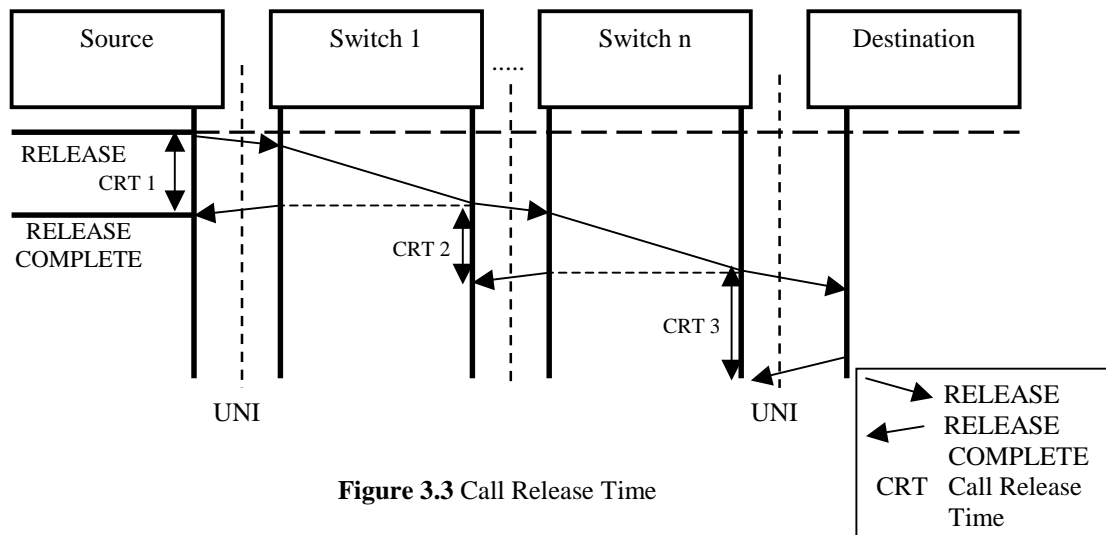 Source
Switch 1
Switch n
Destination
.....
RELEASE
CRT 1
RELEASE
COMPLETE
CRT 2
CRT 3
UNI
UNI
RELEASE
RELEASE
COMPLETE
CRT Call Release
Time
Figure 3.3 Call Release Time